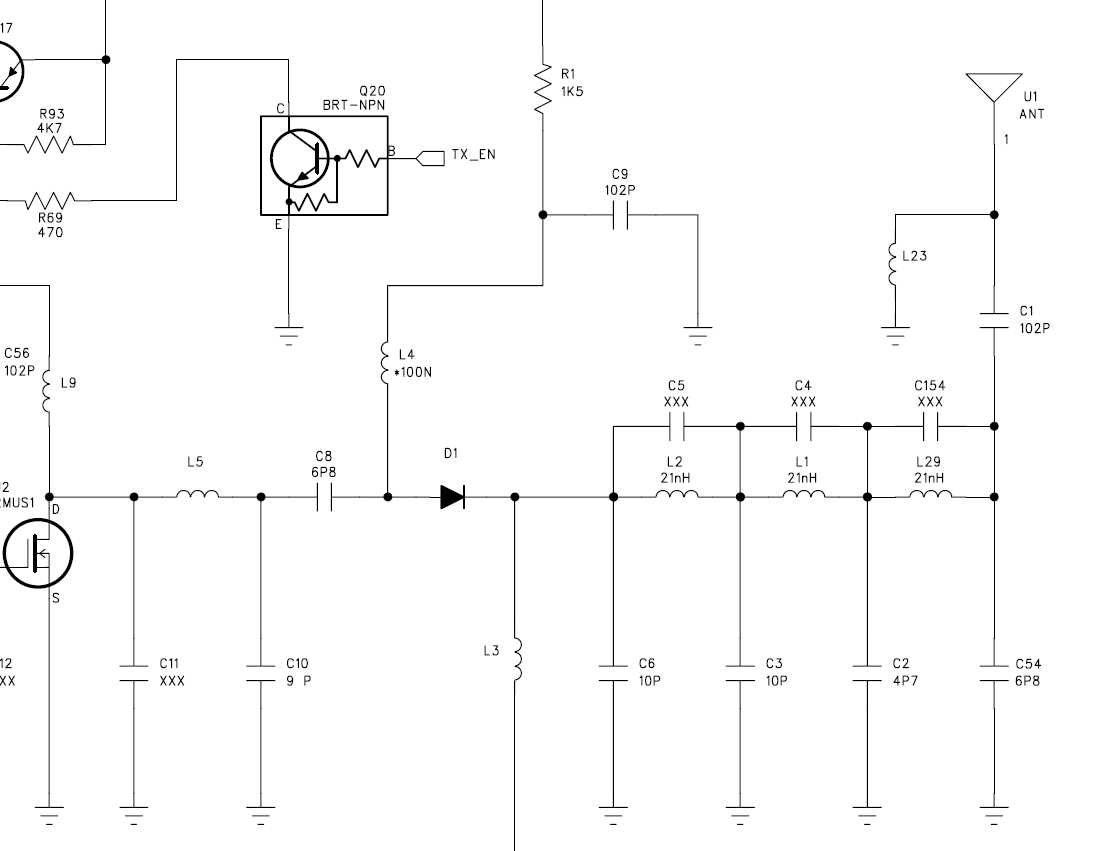 17
R93
4K7
R69
470
Q20
BRT-NPN
C
B
E
TX_EN
R1
1K5
C9
102P
U1
ANT
1
L23
C1
102P
C56
102P
L9
L4
*100N
C5
XXX
C4
XXX
C154
XXX
L5
C8
6P8
D1
L2
21nH
L1
21nH
L29
21nH
J2
MUS1
D
S
12
XX
C11
XXX
C10
9 P
L3
C6
10P
C3
10P
C2
4P7
C54
6P8